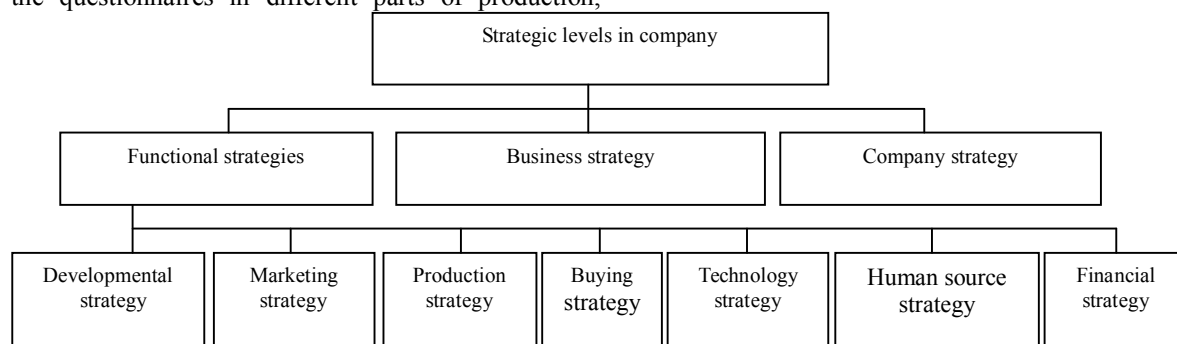 the questionnaires in different parts of production,
Strategic levels in company
Functional strategies
Business strategy
Company strategy
Developmental
strategy
Marketing
strategy
Production
strategy
Buying
strategy
Technology
strategy
Human source
strategy
Financial
strategy